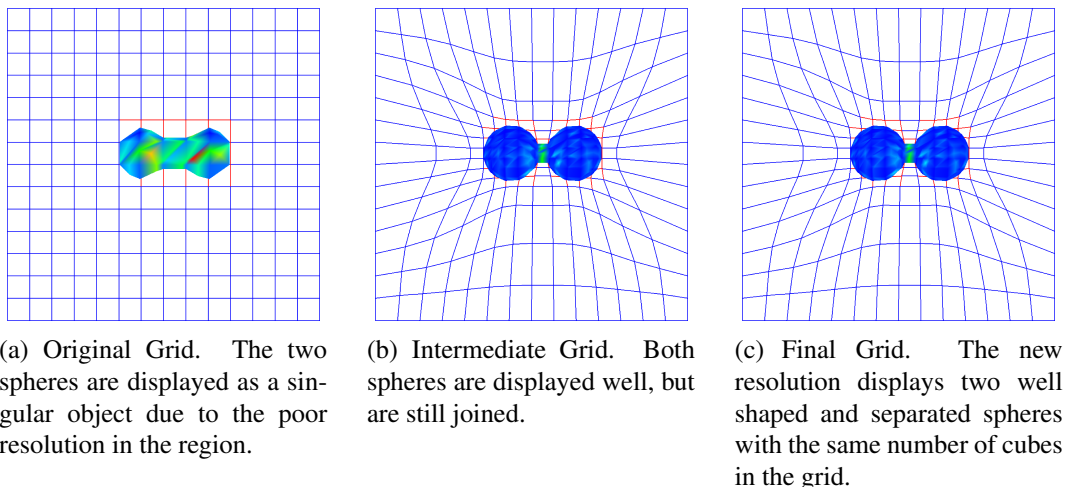 (a) Original Grid. The two
spheres are displayed as a sin-
gular object due to the poor
resolution in the region.
(b) Intermediate Grid. Both
spheres are displayed well, but
are still joined.
(c) Final Grid. The new
resolution displays two well
shaped and separated spheres
with the same number of cubes
in the grid.